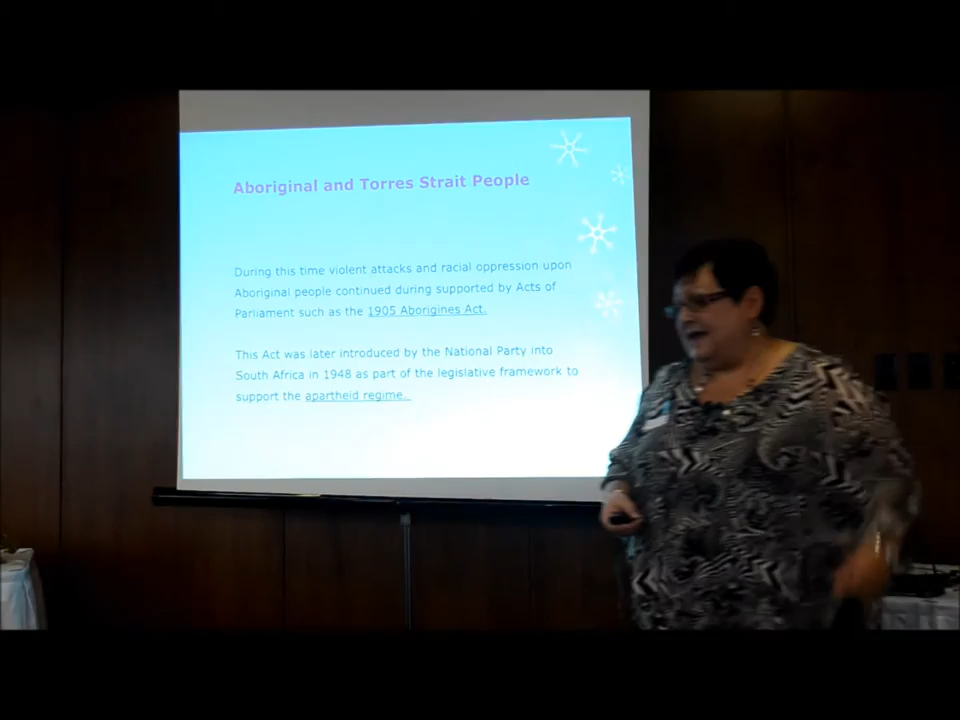 Aboriginal and Torres Strait People
During this time violent attacks and racial oppression upon
Aboriginal people continued during supported by Acts of
Parliament such as the 1905 Aborigines Act.
This Act was later introduced by the National Party into
South Africa in 1948 as part of the legislative framework to
support the apartheid regime.